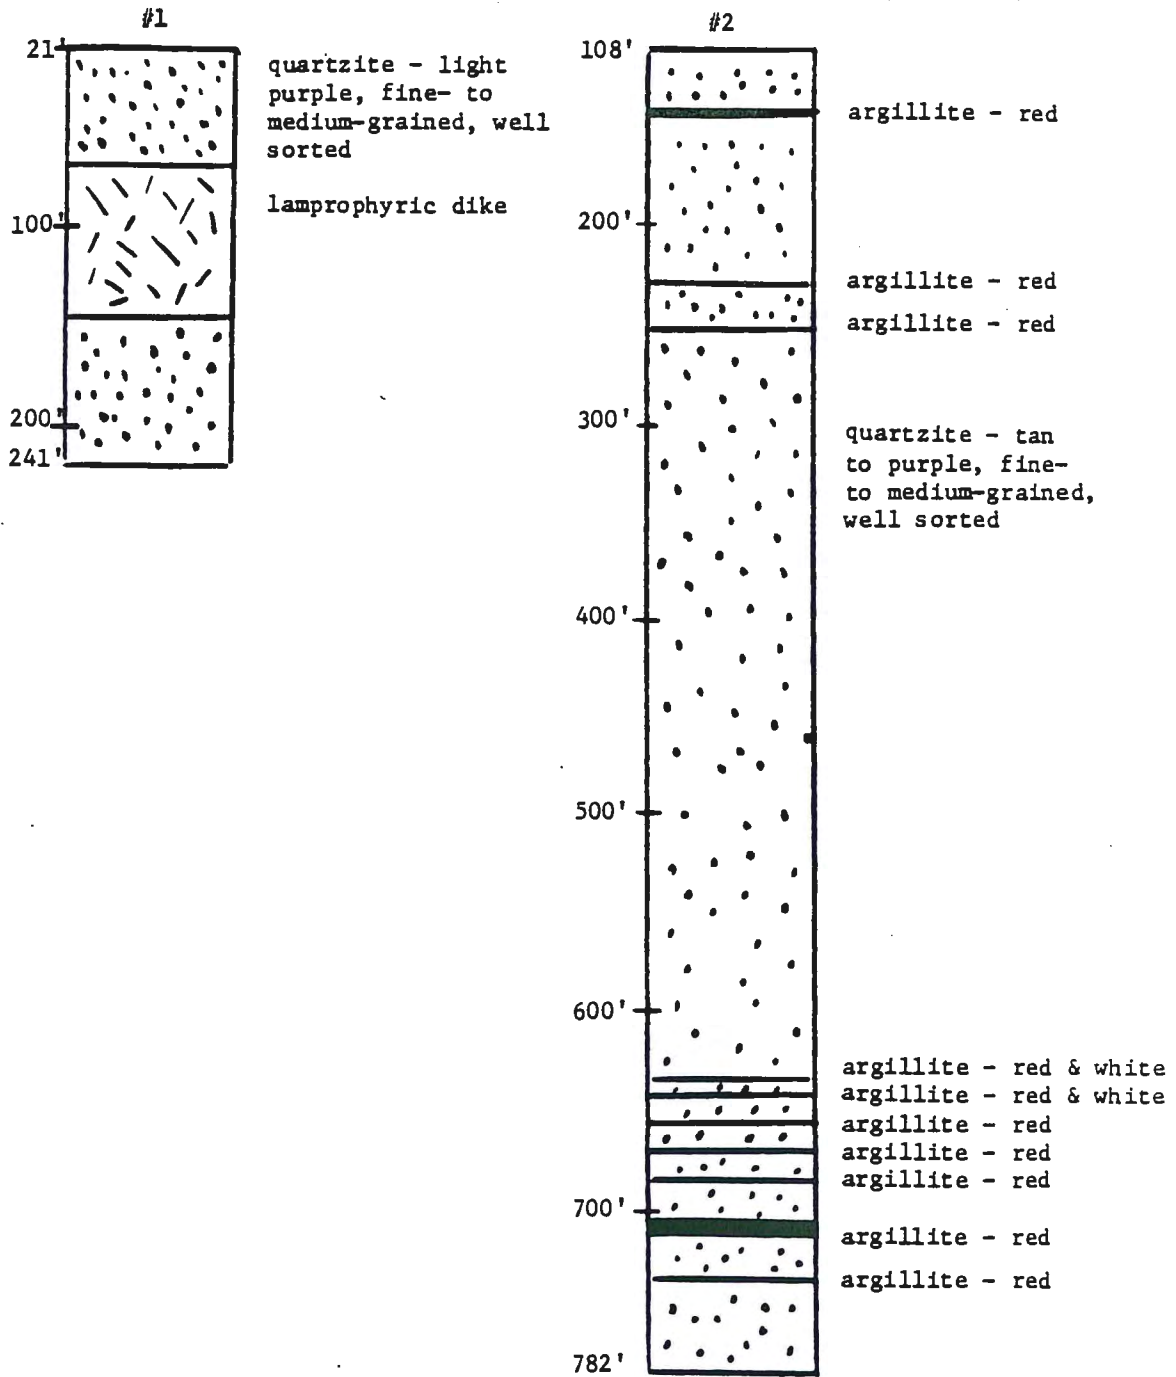 #1
21'
quartzite - light
purple, fine- to
medium-grained, well
sorted
lamprophyric dike
100'
200'
241'
#2
108'
argillite - red
200'
argillite - red
argillite - red
300'
quartzite - tan
to purple, fine-
to medium-grained,
well sorted
400'
500'
600'
argillite - red & white
argillite - red & white
argillite - red
argillite - red
argillite - red
700'
argillite - red
argillite - red
782'